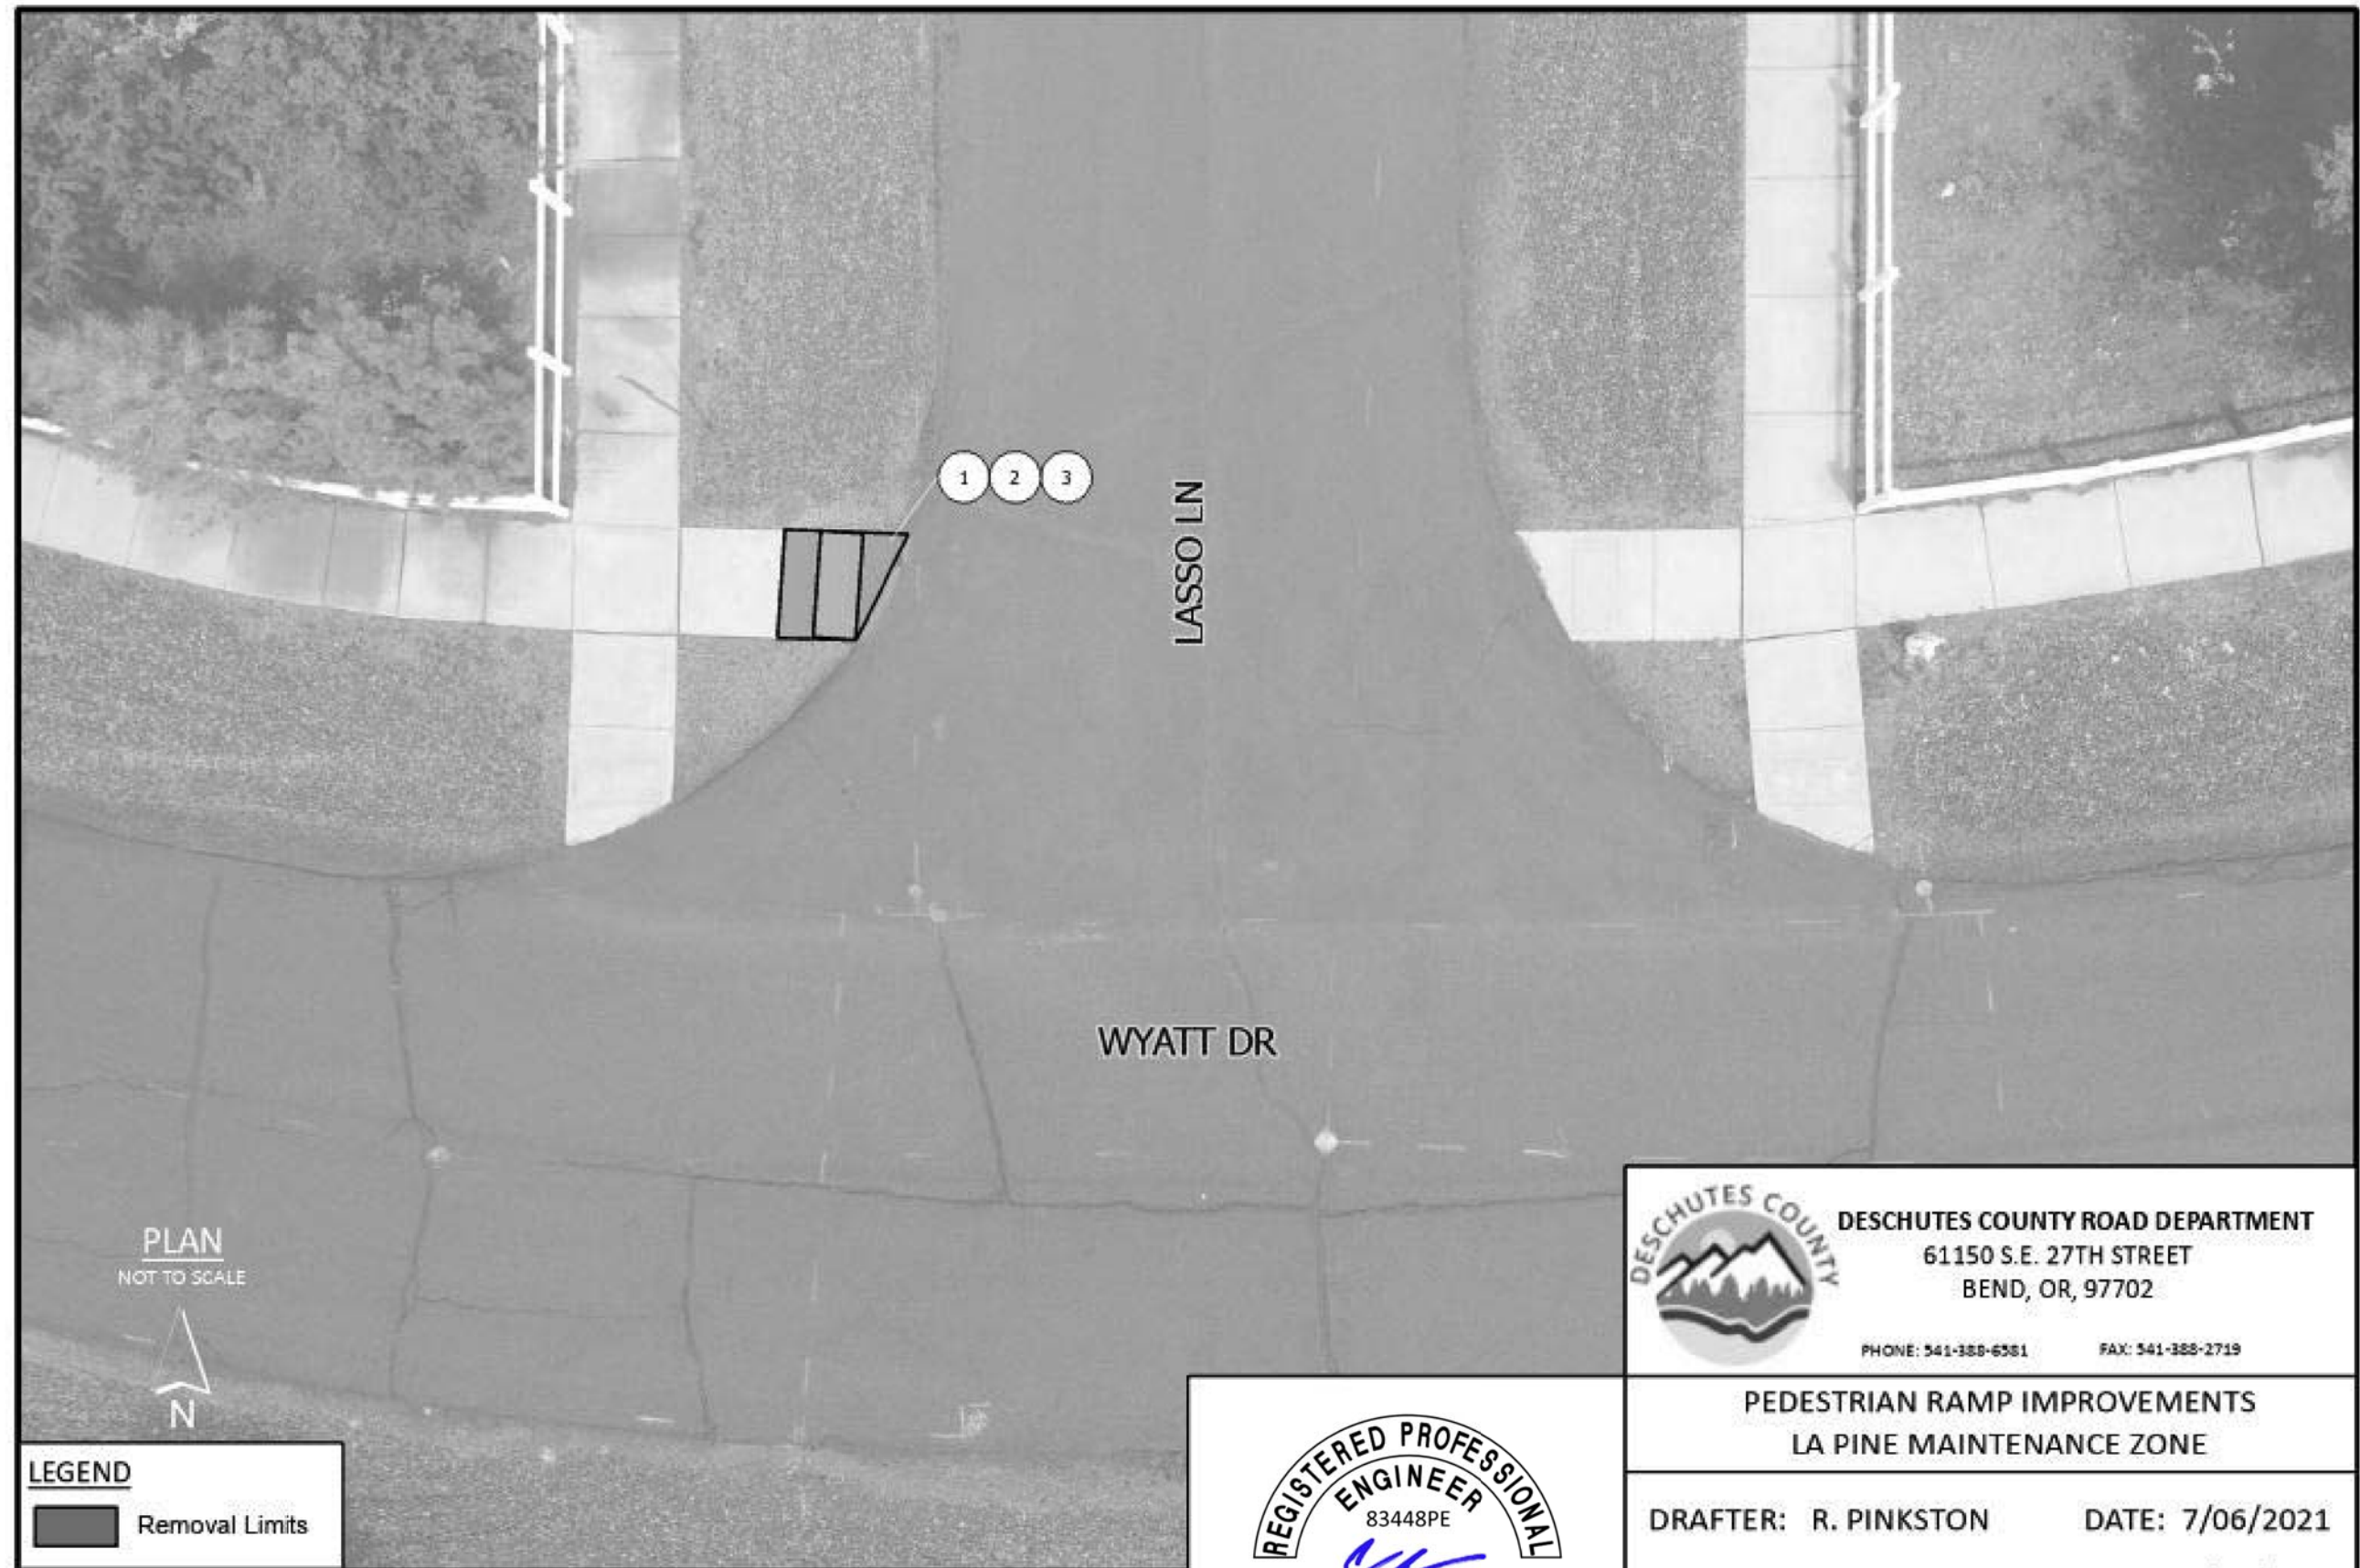 1 2 3
LASSO LN
WYATT DR
PLAN
NOT TO SCALE
N
LEGEND
Removal Limits
REGISTERED PROFESSIONAL
ENGINEER
83448PE
DESCHUTES COUNTY
DESCHUTES COUNTY ROAD DEPARTMENT
61150 S.E. 27TH STREET
BEND, OR, 97702
PHONE: 541-388-6581 FAX: 541-388-2719
PEDESTRIAN RAMP IMPROVEMENTS
LA PINE MAINTENANCE ZONE
DRAFTER: R. PINKSTON DATE: 7/06/2021